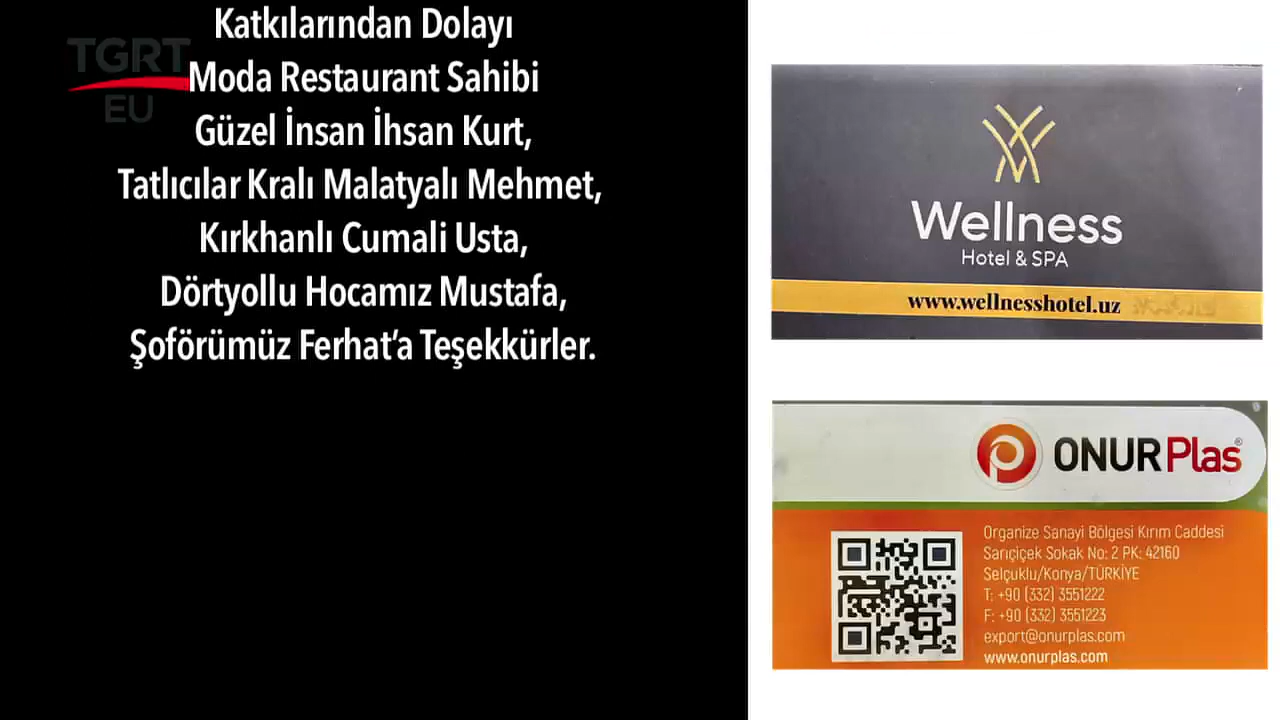 TGRT
EU
Katkılarından Dolayı
Moda Restaurant Sahibi
Güzel İnsan İhsan Kurt,
Tatlıcılar Kralı Malatyalı Mehmet,
Kırkhanlı Cumali Usta,
Dörtyollu Hocamız Mustafa,
Şoförümüz Ferhat’a Teşekkürler.
Wellness
Hotel & SPA
www.wellnesshotel.uz
ONURPlas®
Organize Sanayi Bölgesi Kırım Caddesi
Sarıçiçek Sokak No: 2 PK: 42160
Selçuklu/Konya/TÜRKİYE
T: +90 (332) 3551222
F: +90 (332) 3551223
export@onurplas.com
www.onurplas.com